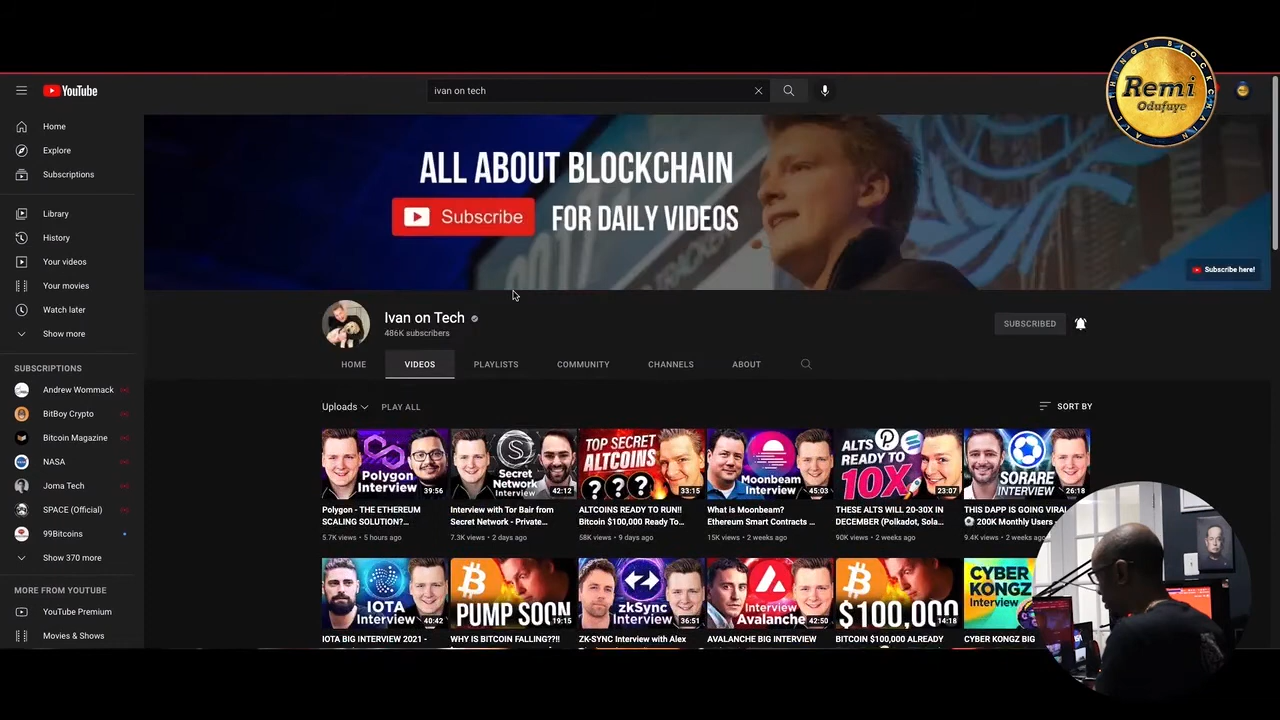 THINGS BLOCKCHAIN
Remi
Odufuye
ALL
YouTube
ivan on tech
Home
Explore
Subscriptions
Library
History
Your videos
Your movies
Watch later
Show more
SUBSCRIPTIONS
Andrew Wommack
BitBoy Crypto
Bitcoin Magazine
NASA
Joma Tech
SPACE (Official)
99Bitcoins
Show 370 more
MORE FROM YOUTUBE
YouTube Premium
Movies & Shows
ALL ABOUT BLOCKCHAIN
Subscribe
FOR DAILY VIDEOS
Subscribe here!
Ivan on Tech
486K subscribers
SUBSCRIBED
HOME
VIDEOS
PLAYLISTS
COMMUNITY
CHANNELS
ABOUT
Uploads
PLAY ALL
SORT BY
Polygon
Interview
39:56
Polygon - THE ETHEREUM
SCALING SOLUTION?...
5.7K views • 5 hours ago
Secret
Network
Interview
42:12
Interview with Tor Bair from
Secret Network - Private...
7.3K views • 2 days ago
TOP SECRET
ALTCOINS
???
33:15
ALTCOINS READY TO RUN!!
Bitcoin $100,000 Ready To...
58K views • 9 days ago
Moonbeam
Interview
45:03
What is Moonbeam?
Ethereum Smart Contracts ...
15K views • 2 weeks ago
ALTS
READY TO
10X
23:07
THESE ALTS WILL 20-30X IN
DECEMBER (Polkadot, Sola...
90K views • 2 weeks ago
SORARE
INTERVIEW
26:18
THIS DAPP IS GOING VIRAL
200K Monthly Users -
9.4K views • 2 weeks ago
IOTA
Interview
40:42
IOTA BIG INTERVIEW 2021 -
PUMP SOON
19:15
WHY IS BITCOIN FALLING??!!
zkSync
Interview
36:51
ZK-SYNC Interview with Alex
Interview
Avalanche
42:50
AVALANCHE BIG INTERVIEW
$100,000
14:18
BITCOIN $100,000 ALREADY
CYBER
KONGZ
Interview
CYBER KONGZ BIG